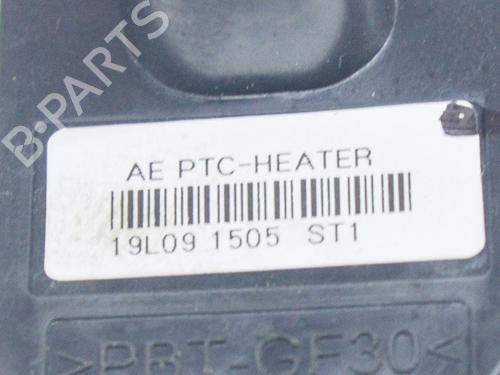 B-PARTS
AE PTC-HEATER
19L09 1505 ST1
>PBT-GF30<